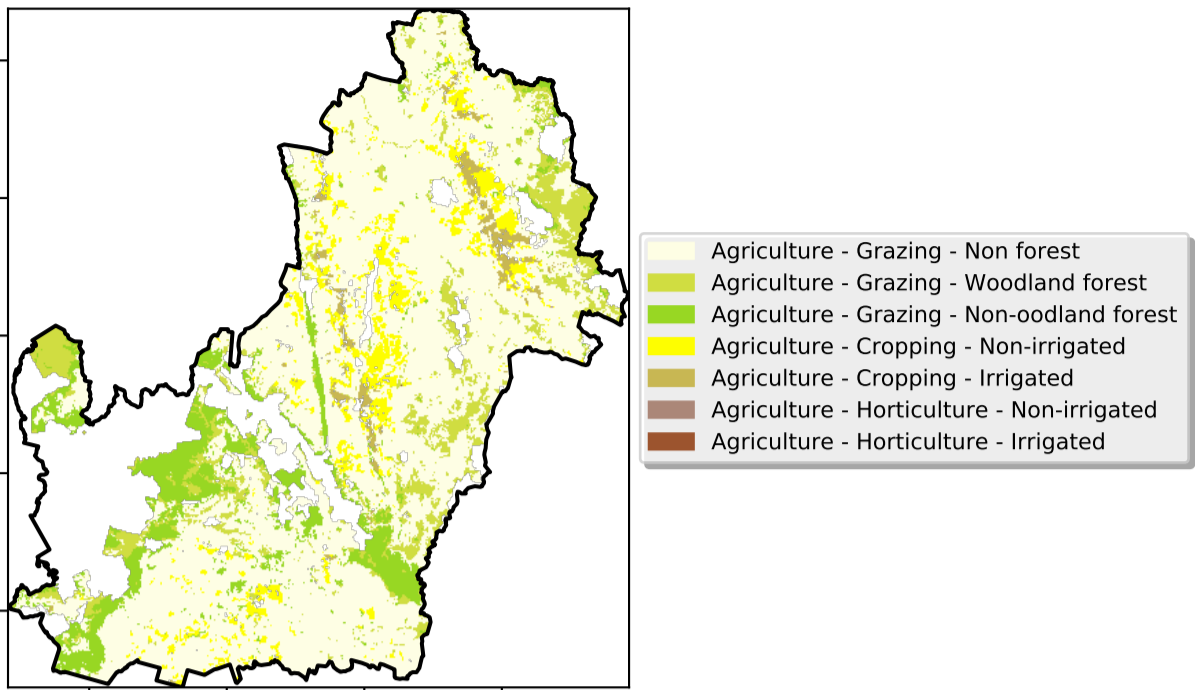 Agriculture - Grazing - Non forest
Agriculture - Grazing - Woodland forest
Agriculture - Grazing - Non-oodland forest
Agriculture - Cropping - Non-irrigated
Agriculture - Cropping - Irrigated
Agriculture - Horticulture - Non-irrigated
Agriculture - Horticulture - Irrigated